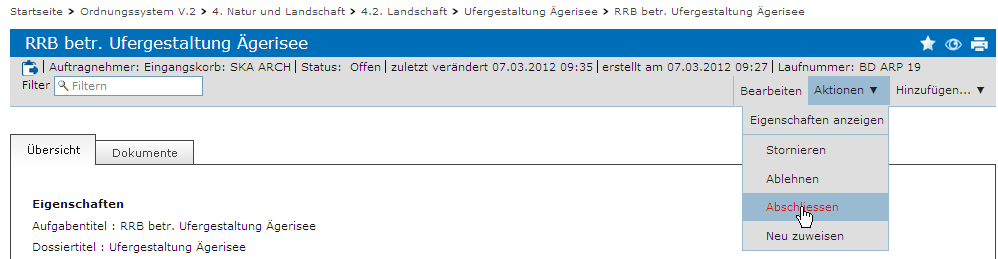 Startseite > Ordnungssystem V.2 > 4. Natur und Landschaft > 4.2. Landschaft > Ufergestaltung Ägerisee > RRB betr. Ufergestaltung Ägerisee
RRB betr. Ufergestaltung Ägerisee
Auftragnehmer: Eingangskorb: SKA ARCH | Status: Offen | zuletzt verändert 07.03.2012 09:35 | erstellt am 07.03.2012 09:27 | Laufnummer: BD ARP 19
Filter Filtern
Bearbeiten Aktionen ▼ Hinzufügen... ▼
Eigenschaften anzeigen
Stornieren
Ablehnen
Abschliessen
Neu zuweisen
Übersicht Dokumente
Eigenschaften
Aufgabentitel : RRB betr. Ufergestaltung Ägerisee
Dossiertitel : Ufergestaltung Ägerisee